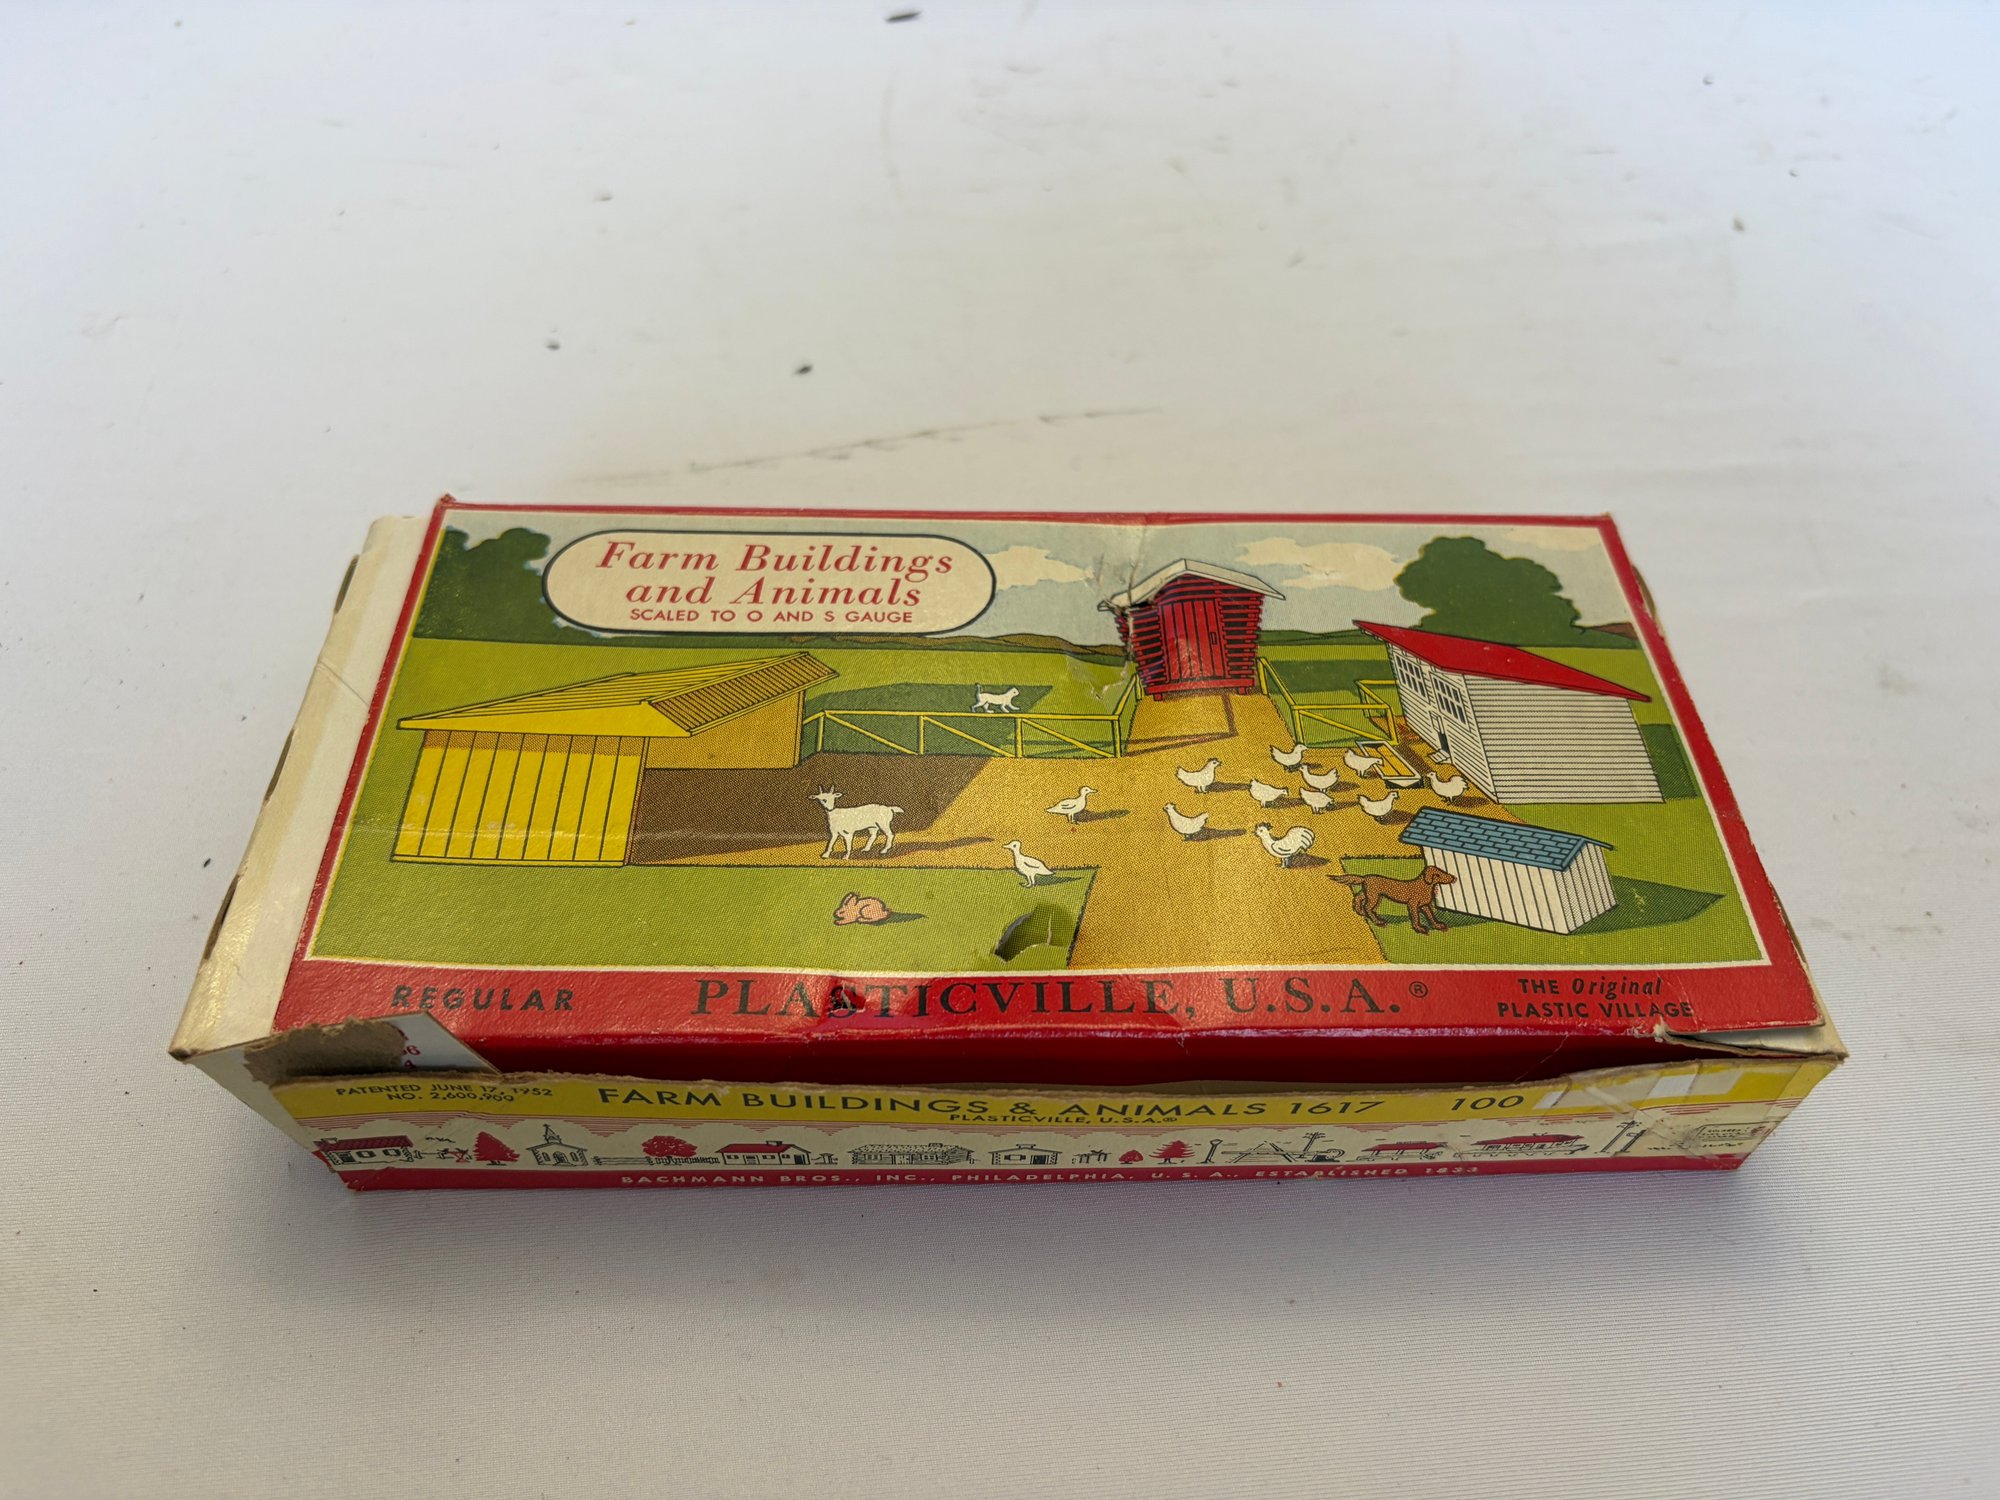 Farm Buildings
and Animals
SCALED TO O AND S GAUGE
REGULAR
PLASTICVILLE, U.S.A.®
THE Original
PLASTIC VILLAGE
PATENTED JUNE 17, 1952
NO. 2,600,909
FARM BUILDINGS & ANIMALS 1617
100
PLASTICVILLE, U.S.A.®
BACHMANN BROS., INC., PHILADELPHIA, U. S. A., ESTABLISHED 1833